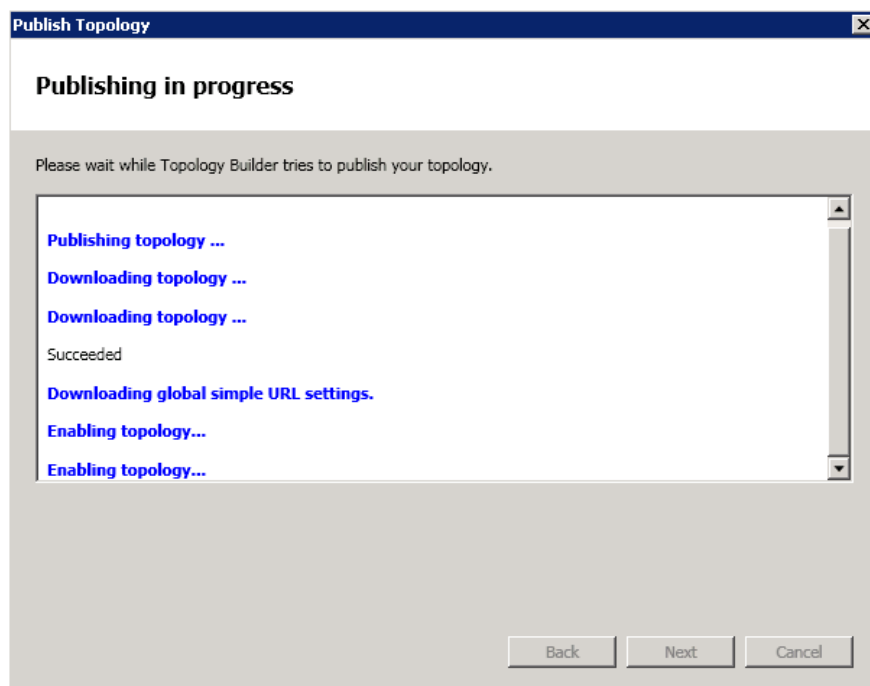 Publish Topology
Publishing in progress
Please wait while Topology Builder tries to publish your topology.
Publishing topology ...
Downloading topology ...
Downloading topology ...
Succeeded
Downloading global simple URL settings.
Enabling topology...
Enabling topology...
Back Next Cancel